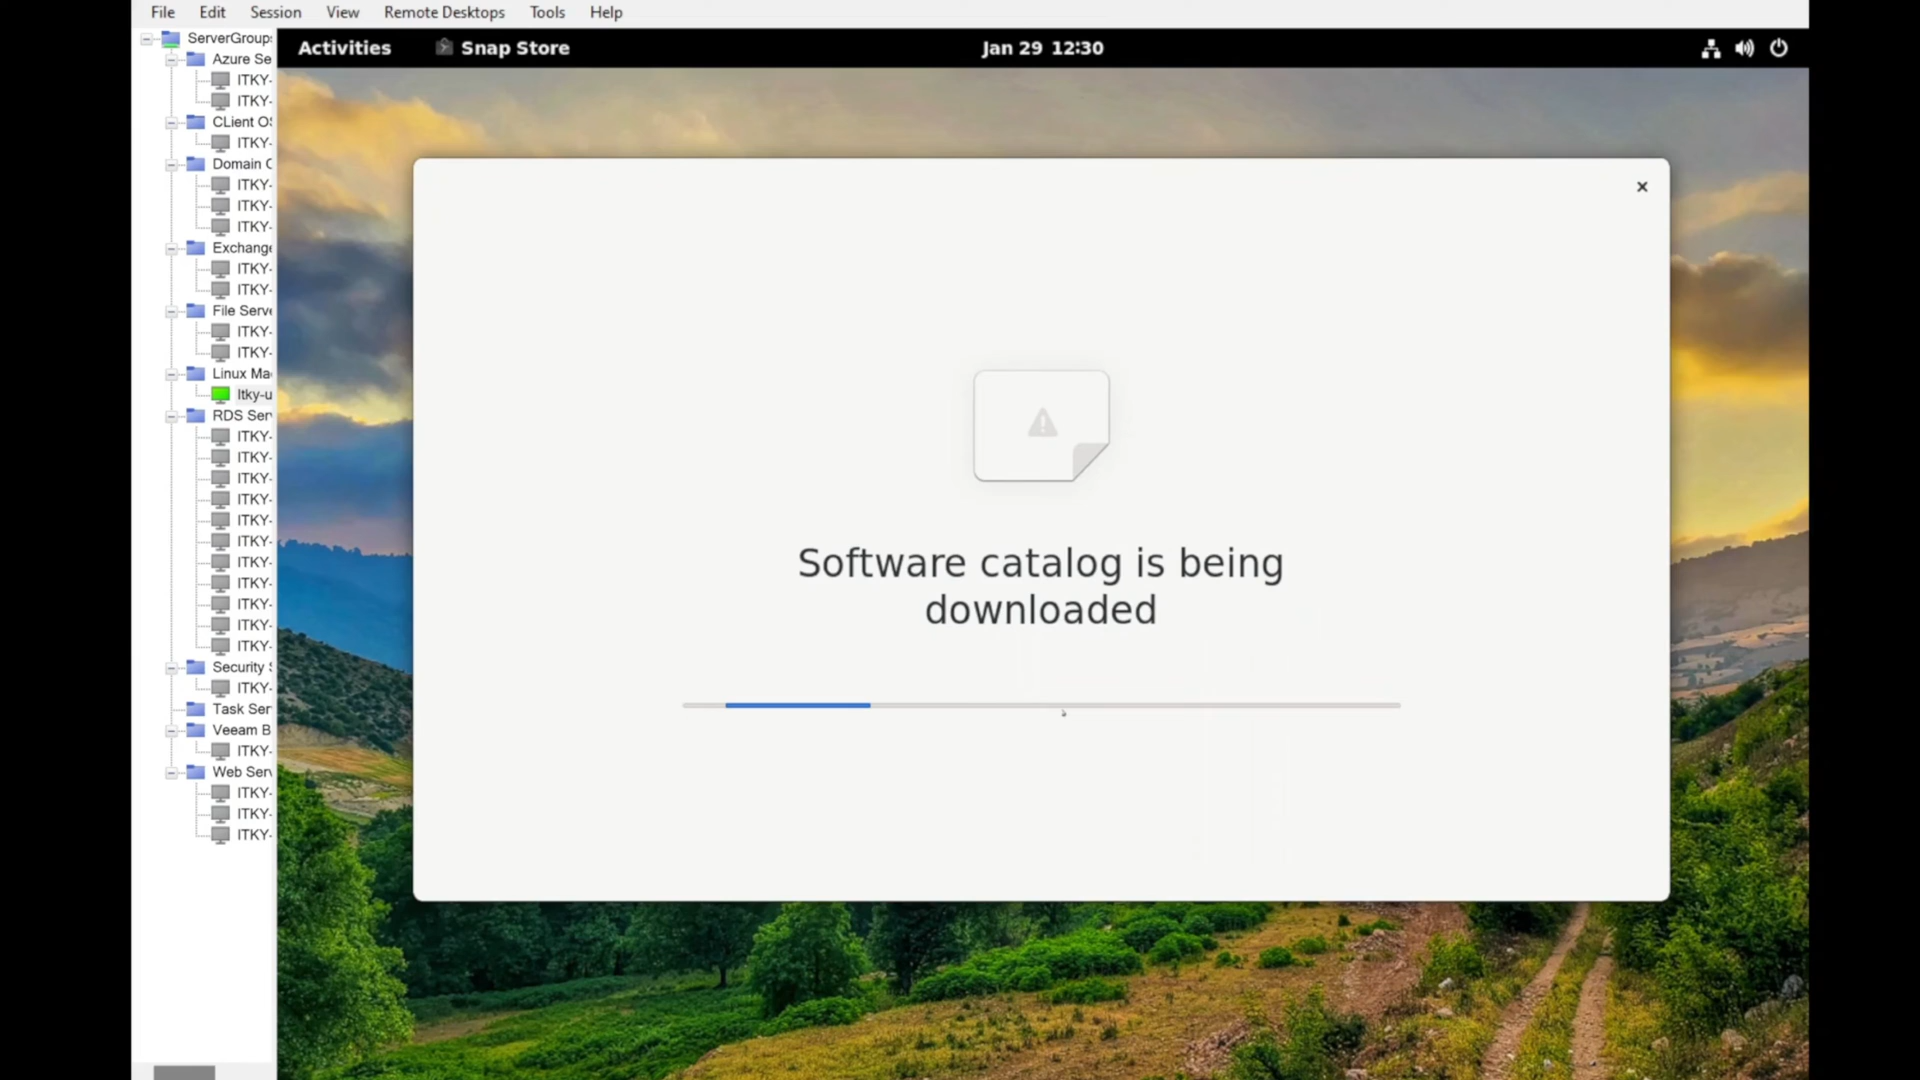 File Edit Session View Remote Desktops Tools Help
Activities Snap Store Jan 29 12:30
ServerGroup
Azure Se
ITKY-
ITKY-
CLient O
ITKY-
Domain C
ITKY-
ITKY-
ITKY-
Exchange
ITKY-
ITKY-
File Serve
ITKY-
ITKY-
Linux Ma
Itky-u
RDS Ser
ITKY-
ITKY-
ITKY-
ITKY-
ITKY-
ITKY-
ITKY-
ITKY-
ITKY-
ITKY-
ITKY-
Security
ITKY-
Task Ser
Veeam B
ITKY-
Web Serv
ITKY-
ITKY-
ITKY-
Software catalog is being
downloaded